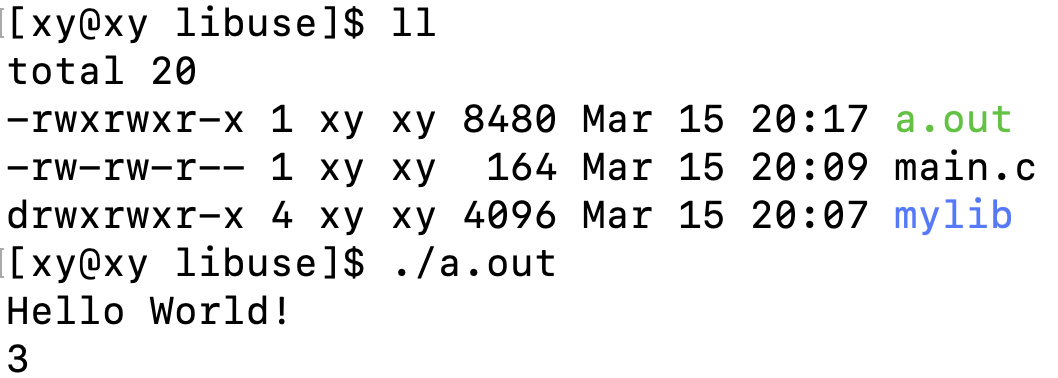 [xy@xy libuse]$ ll
total 20
-rwxrwxr-x 1 xy xy 8480 Mar 15 20:17 a.out
-rw-rw-r-- 1 xy xy  164 Mar 15 20:09 main.c
drwxrwxr-x 4 xy xy 4096 Mar 15 20:07 mylib
[xy@xy libuse]$ ./a.out
Hello World!
3